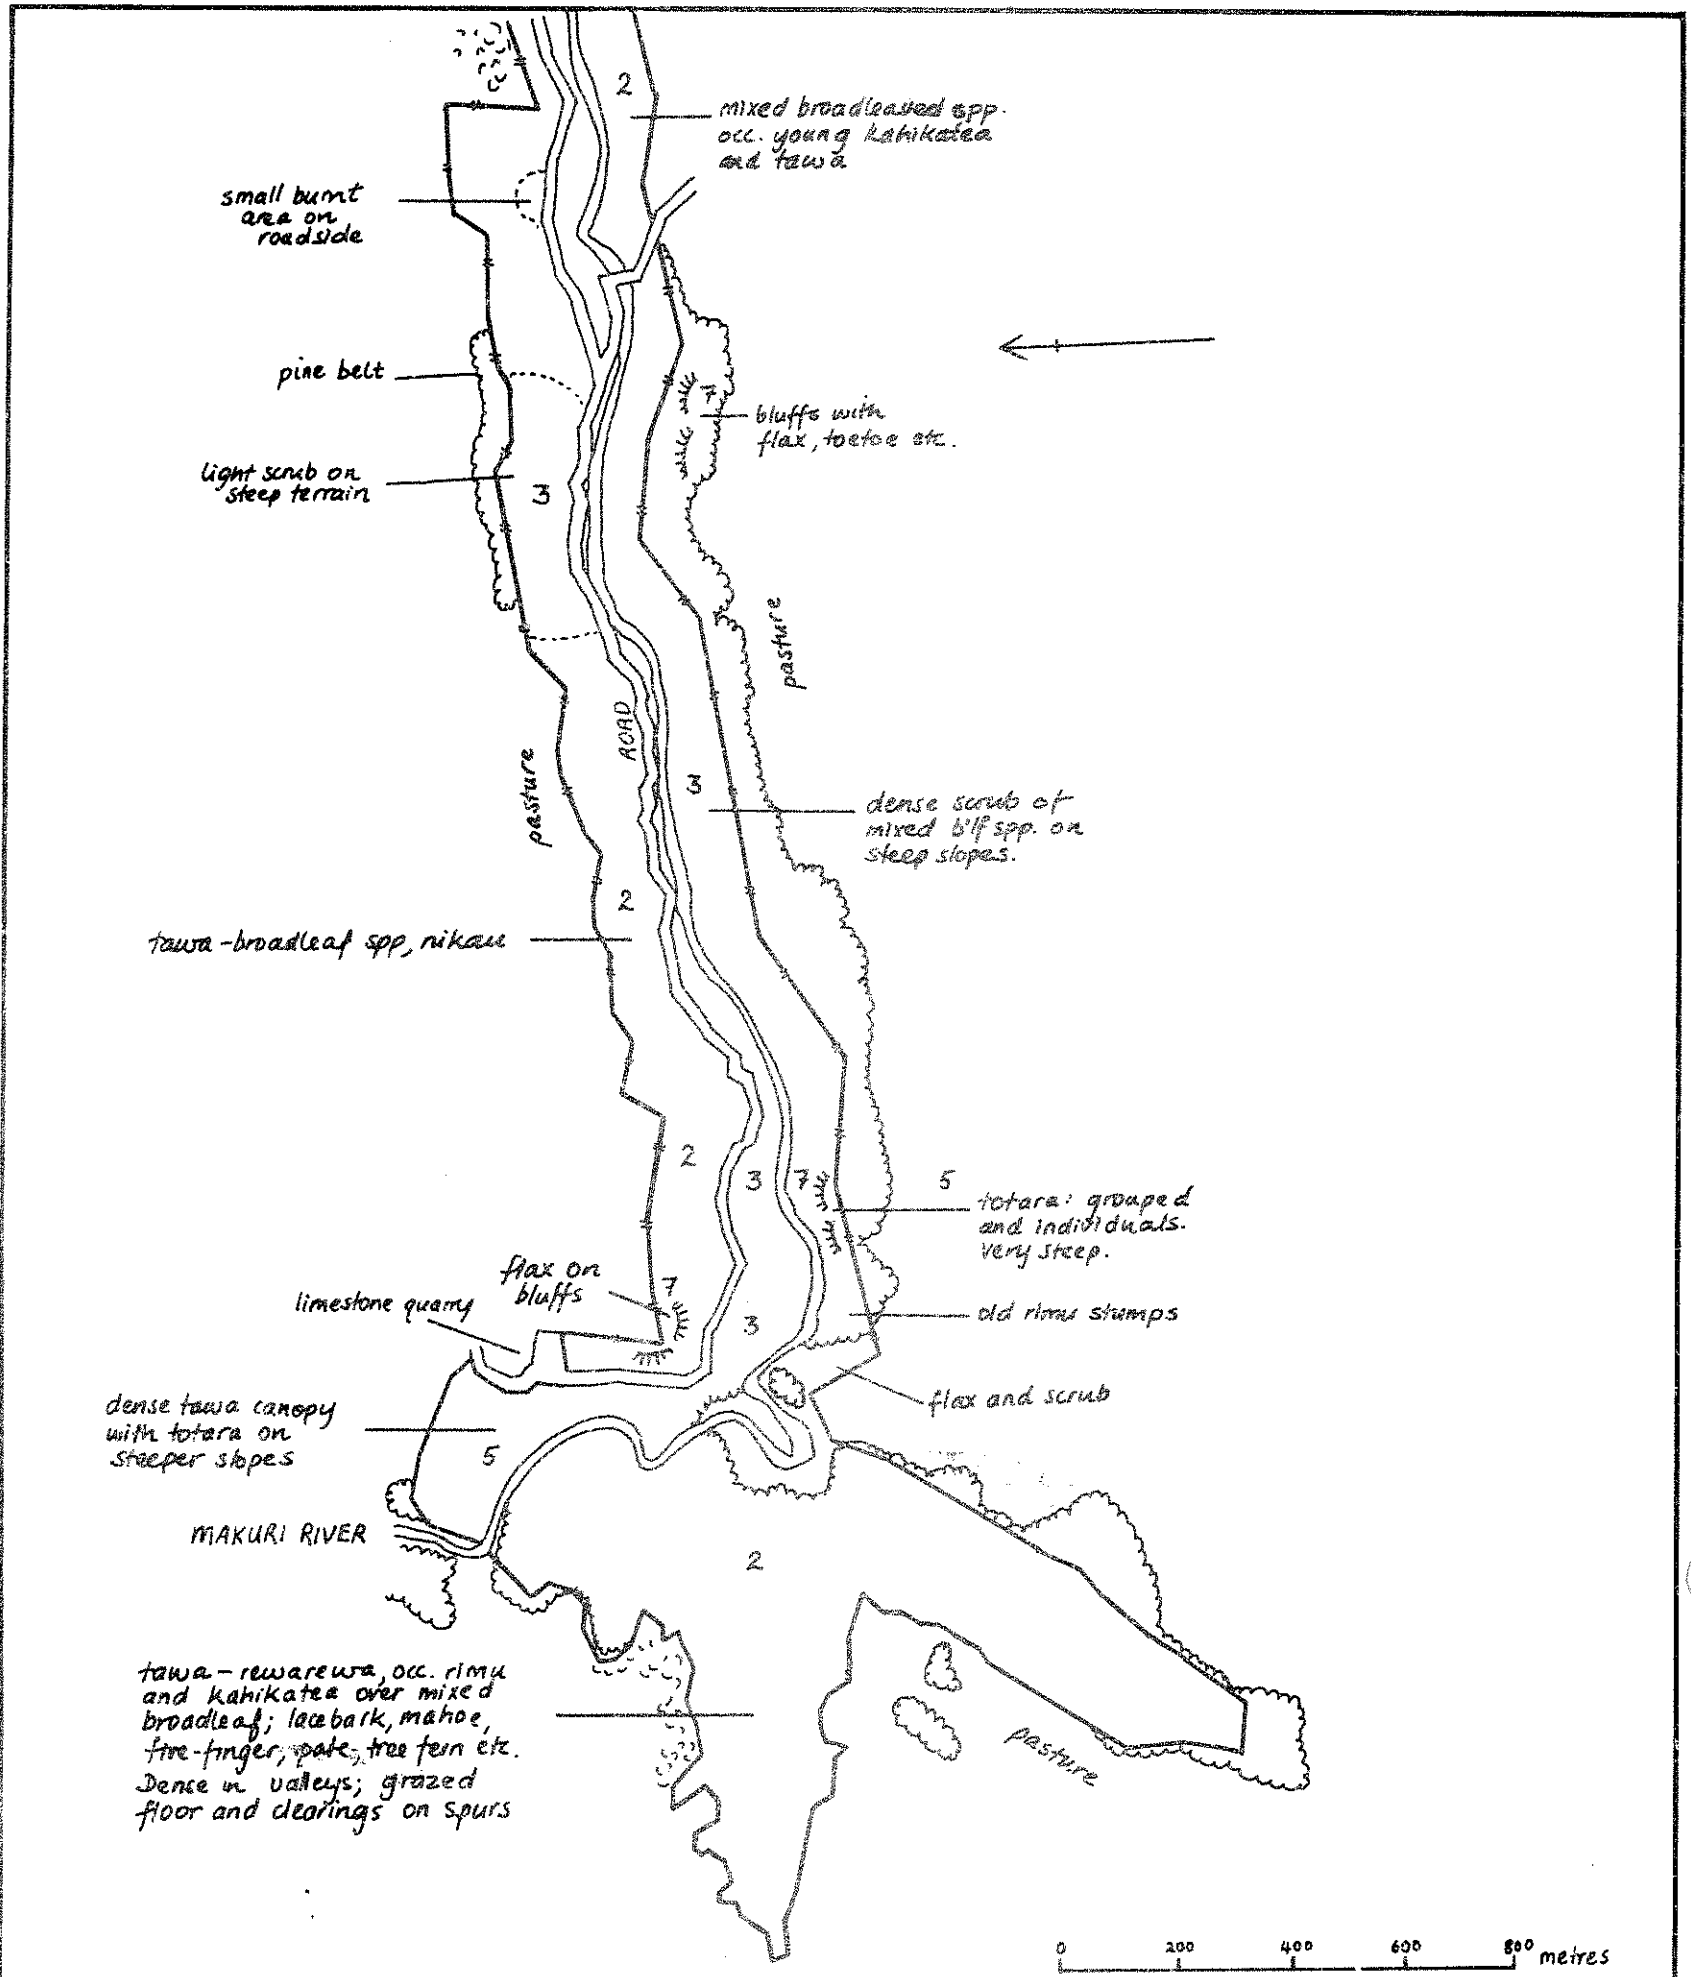 2
mixed broadleaved spp.
occ. young kahikatea
and tawa
small burnt
area on
roadside
pine belt
7
bluffs with
flax, toetoe etc.
light scrub on
steep terrain
3
pasture
ROAD
pasture
3
dense scrub of
mixed b'lf spp. on
steep slopes.
2
tawa-broadleaf spp, nikau
2
3
7
5
totara: grouped
and individuals.
very steep.
flax on
bluffs
7
limestone quarry
3
old rimu stumps
flax and scrub
dense tawa canopy
with totara on
steeper slopes
5
MAKURI RIVER
2
tawa-rewarewa, occ. rimu
and kahikatea over mixed
broadleaf; lacebark, mahoe,
five-finger, pate, tree fern etc.
Dense in valleys; grazed
floor and clearings on spurs
pasture
0 200 400 600 800 metres